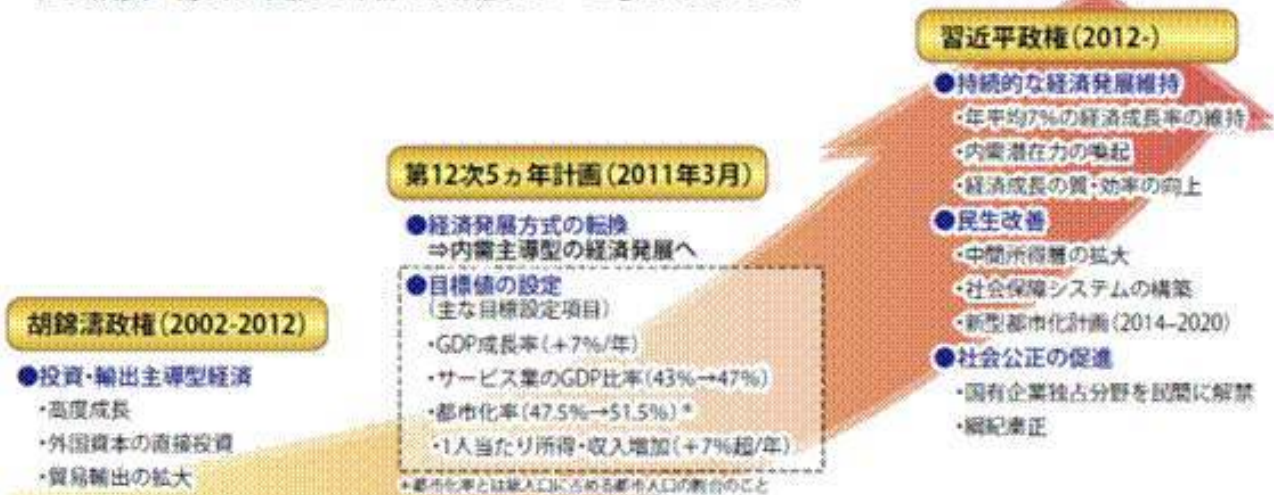 胡錦濤政権(2002-2012)
●投資・輸出主導型経済
・高度成長
・外国資本の直接投資
・貿易輸出の拡大
第12次5ヵ年計画(2011年3月)
●経済発展方式の転換
⇒内需主導型の経済発展へ
●目標値の設定
(主な目標設定項目)
・GDP成長率(+7%/年)
・サービス業のGDP比率(43%→47%)
・都市化率(47.5%→51.5%)*
・1人当たり所得・収入増加(+7%超/年)
*都市化率とは総人口に占める都市人口の割合のこと
習近平政権(2012-)
●持続的な経済発展維持
・年平均7%の経済成長率の維持
・内需潜在力の喚起
・経済成長の質・効率の向上
●民生改善
・中間所得層の拡大
・社会保障システムの構築
・新型都市化計画(2014-2020)
●社会公正の促進
・国有企業独占分野を民間に解禁
・綱紀粛正